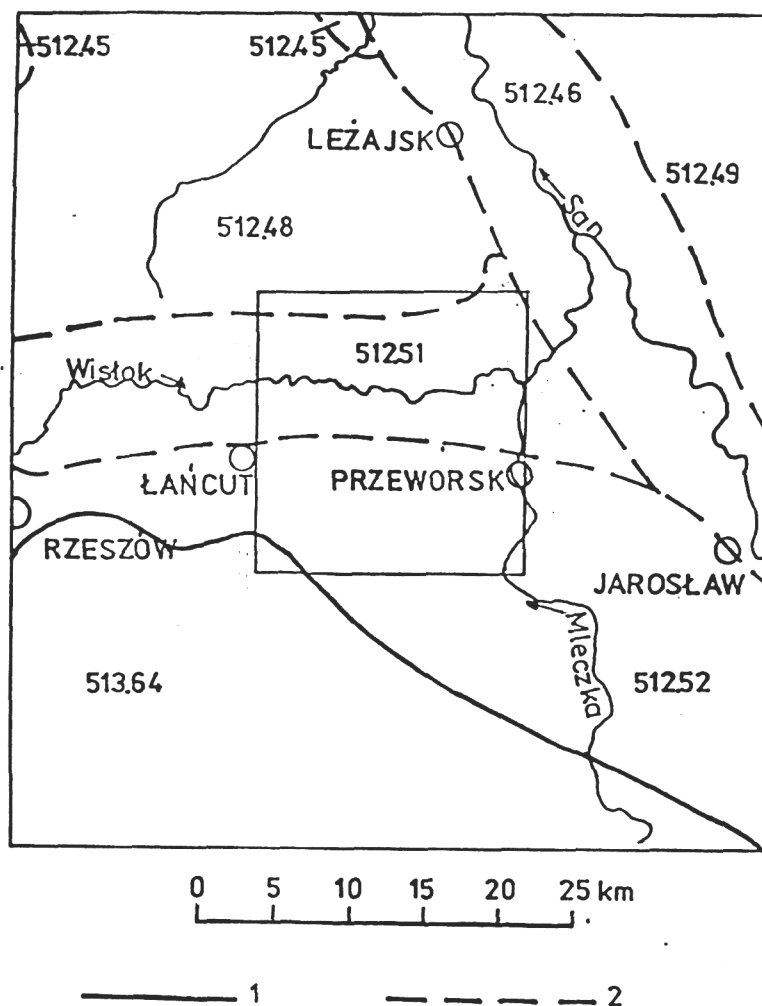 512.45
512.45
512.46
LEŻAJSK
512.49
San
512.48
512.51
Wisłok
ŁAŃCUT
PRZEWORSK
RZESZÓW
JAROSŁAW
Mleczka
513.64
512.52
0 5 10 15 20 25 km
1
2